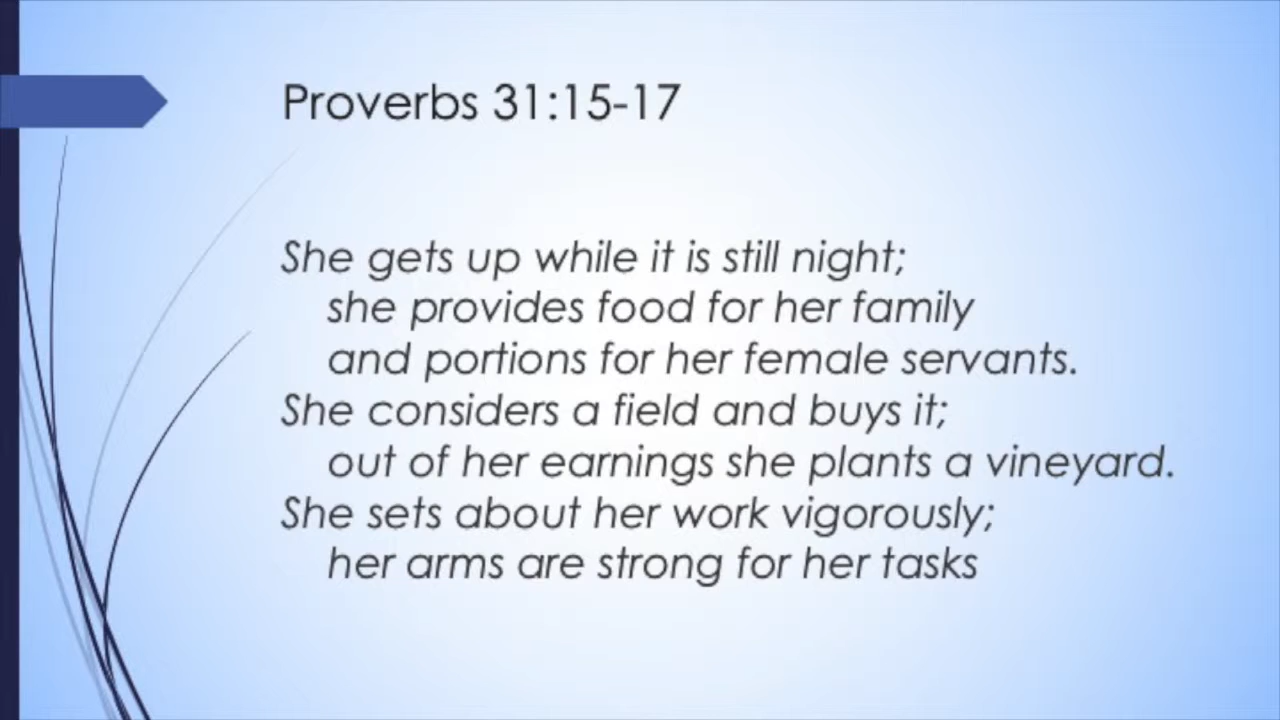 Proverbs 31:15-17
She gets up while it is still night;
she provides food for her family
and portions for her female servants.
She considers a field and buys it;
out of her earnings she plants a vineyard.
She sets about her work vigorously;
her arms are strong for her tasks